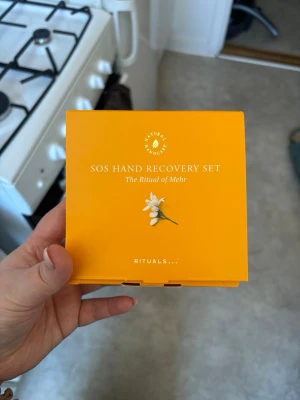 SOS HAND RECOVERY SET
The Ritual of Mehr
RITUALS...